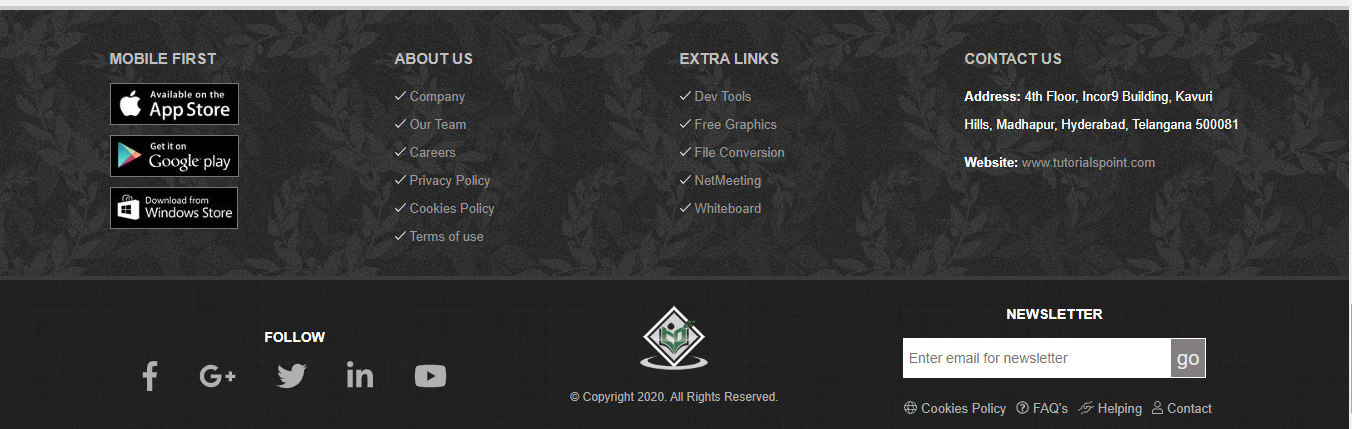 MOBILE FIRST
Available on the
App Store
Get it on
Google play
Download from
Windows Store
ABOUT US
Company
Our Team
Careers
Privacy Policy
Cookies Policy
Terms of use
EXTRA LINKS
Dev Tools
Free Graphics
File Conversion
NetMeeting
Whiteboard
CONTACT US
Address: 4th Floor, Incor9 Building, Kavuri
Hills, Madhapur, Hyderabad, Telangana 500081
Website: www.tutorialspoint.com
FOLLOW
© Copyright 2020. All Rights Reserved.
NEWSLETTER
Enter email for newsletter go
Cookies Policy FAQ's Helping Contact